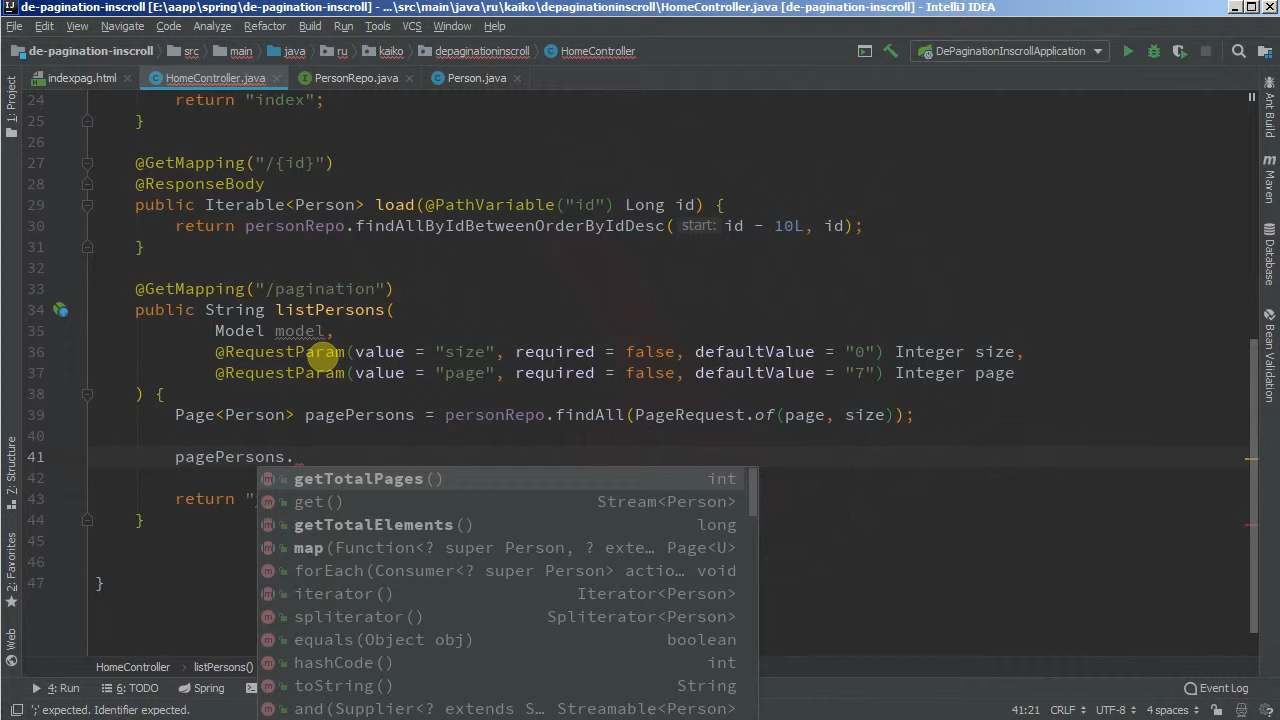 de-pagination-inscroll [E:\aapp\spring\de-pagination-inscroll] - ...\src\main\java\ru\kaiko\depaginationinscroll\HomeController.java [de-pagination-inscroll] - IntelliJ IDEA
File Edit View Navigate Code Analyze Refactor Build Run Tools VCS Window Help
de-pagination-inscroll src main java ru kaiko depaginationinscroll HomeController DePaginationInscrollApplication
indexpag.html HomeController.java PersonRepo.java Person.java
1: Project
7: Structure
2: Favorites
Web
Ant Build
Maven
Database
Bean Validation
24 return "index";
25 }
26
27 @GetMapping("/{id}")
28 @ResponseBody
29 public Iterable<Person> load(@PathVariable("id") Long id) {
30 return personRepo.findAllByIdBetweenOrderByIdDesc( start: id - 10L, id);
31 }
32
33 @GetMapping("/pagination")
34 public String listPersons(
35 Model model,
36 @RequestParam(value = "size", required = false, defaultValue = "0") Integer size,
37 @RequestParam(value = "page", required = false, defaultValue = "7") Integer page
38 ) {
39 Page<Person> pagePersons = personRepo.findAll(PageRequest.of(page, size));
40
41 pagePersons.
42
43 return "
44 }
45
46
47 }
getTotalPages() int
get() Stream<Person>
getTotalElements() long
map(Function<? super Person, ? exte… Page<U>
forEach(Consumer<? super Person> actio… void
iterator() Iterator<Person>
spliterator() Spliterator<Person>
equals(Object obj) boolean
hashCode() int
toString() String
and(Supplier<? extends S… Streamable<Person>
HomeController listPersons()
4: Run 6: TODO Spring Event Log
';' expected. Identifier expected. 41:21 CRLF UTF-8 4 spaces